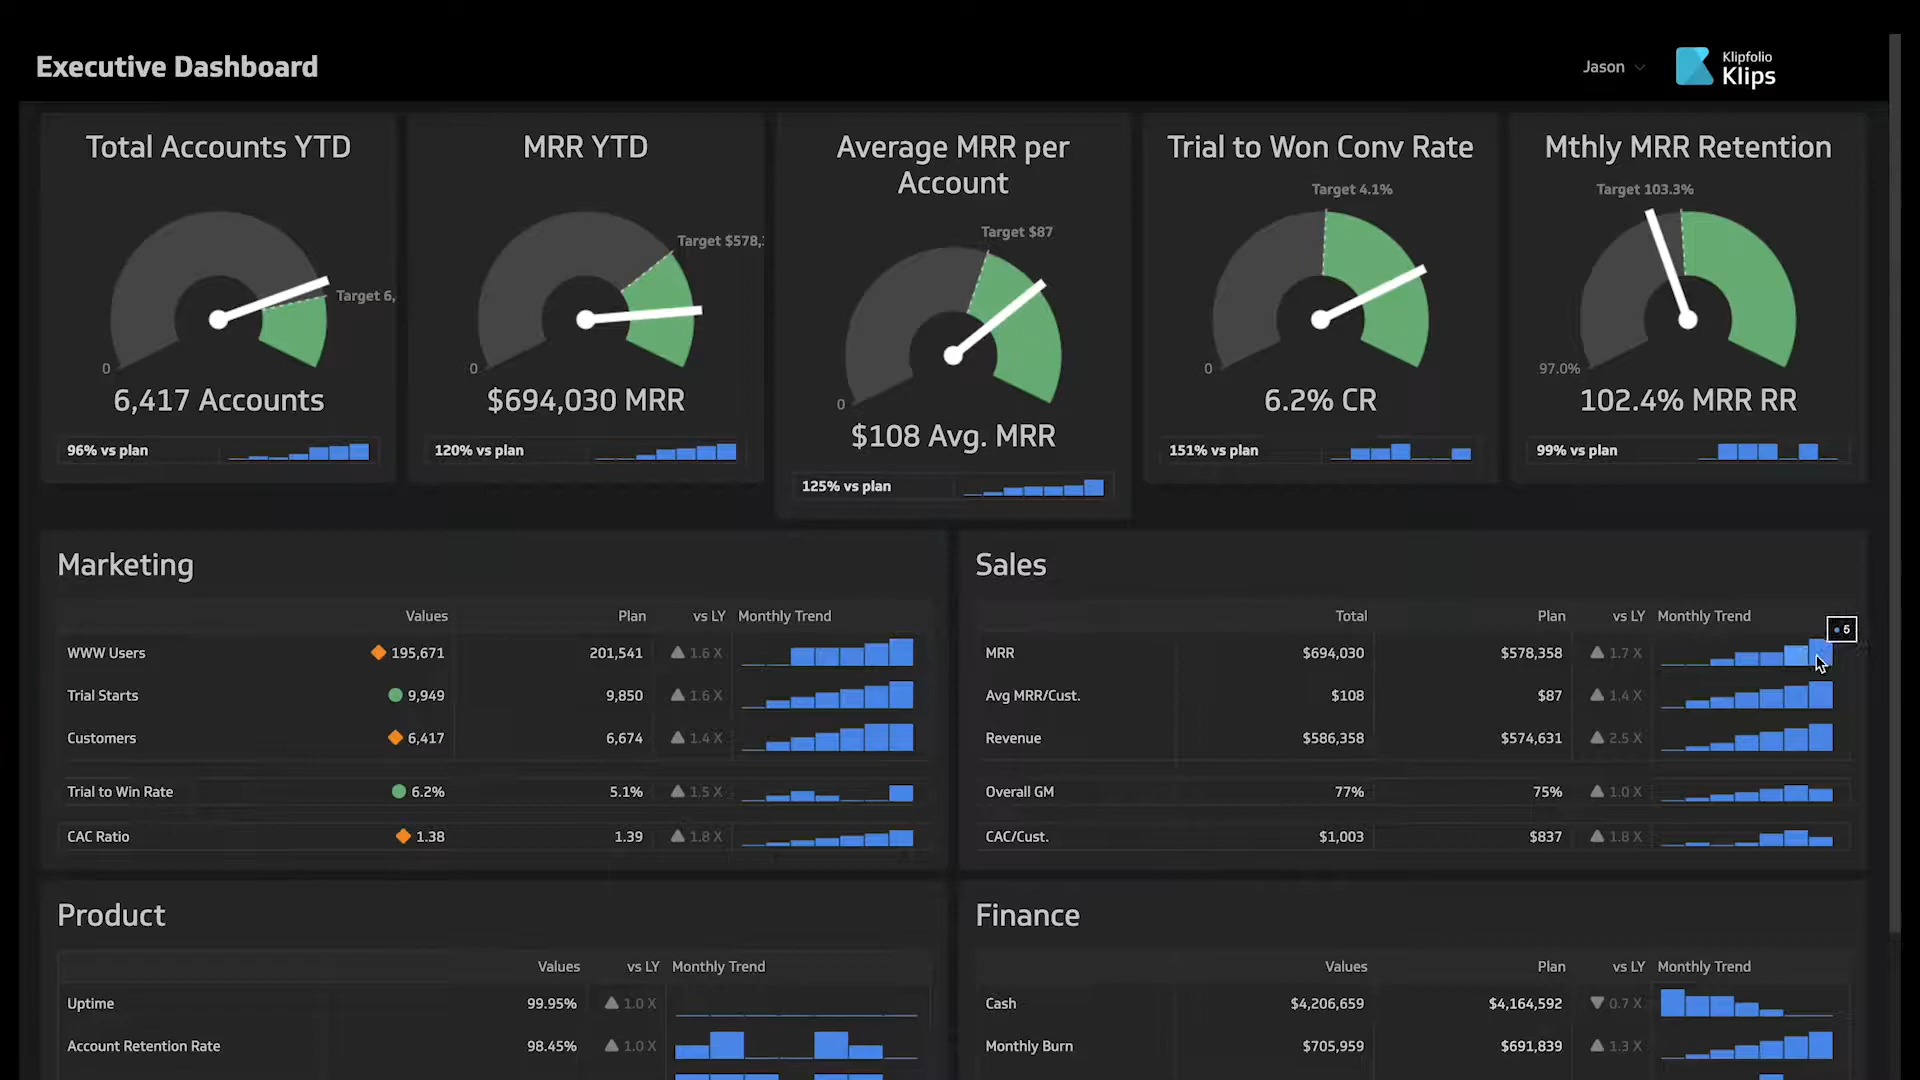 Executive Dashboard
Jason
Klipfolio
Klips
Total Accounts YTD
Target 6,
0
6,417 Accounts
96% vs plan
MRR YTD
Target $578,
0
$694,030 MRR
120% vs plan
Average MRR per
Account
Target $87
0
$108 Avg. MRR
125% vs plan
Trial to Won Conv Rate
Target 4.1%
0
6.2% CR
151% vs plan
Mthly MRR Retention
Target 103.3%
97.0%
102.4% MRR RR
99% vs plan
Marketing
Values Plan vs LY Monthly Trend
WWW Users 195,671 201,541 1.6 X
Trial Starts 9,949 9,850 1.6 X
Customers 6,417 6,674 1.4 X
Trial to Win Rate 6.2% 5.1% 1.5 X
CAC Ratio 1.38 1.39 1.8 X
Sales
Total Plan vs LY Monthly Trend
5
MRR $694,030 $578,358 1.7 X
Avg MRR/Cust. $108 $87 1.4 X
Revenue $586,358 $574,631 2.5 X
Overall GM 77% 75% 1.0 X
CAC/Cust. $1,003 $837 1.8 X
Product
Values vs LY Monthly Trend
Uptime 99.95% 1.0 X
Account Retention Rate 98.45% 1.0 X
Finance
Values Plan vs LY Monthly Trend
Cash $4,206,659 $4,164,592 0.7 X
Monthly Burn $705,959 $691,839 1.3 X